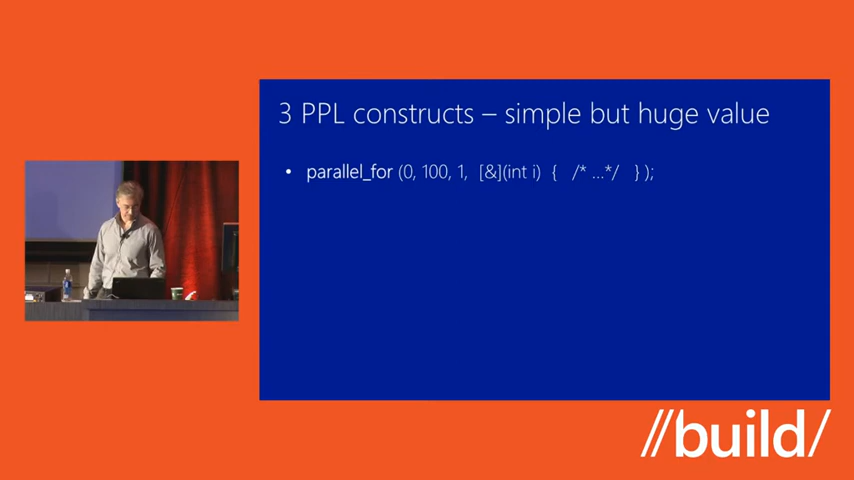 3 PPL constructs – simple but huge value
• parallel_for (0, 100, 1, [&](int i) { /* ...*/ } );
//build/